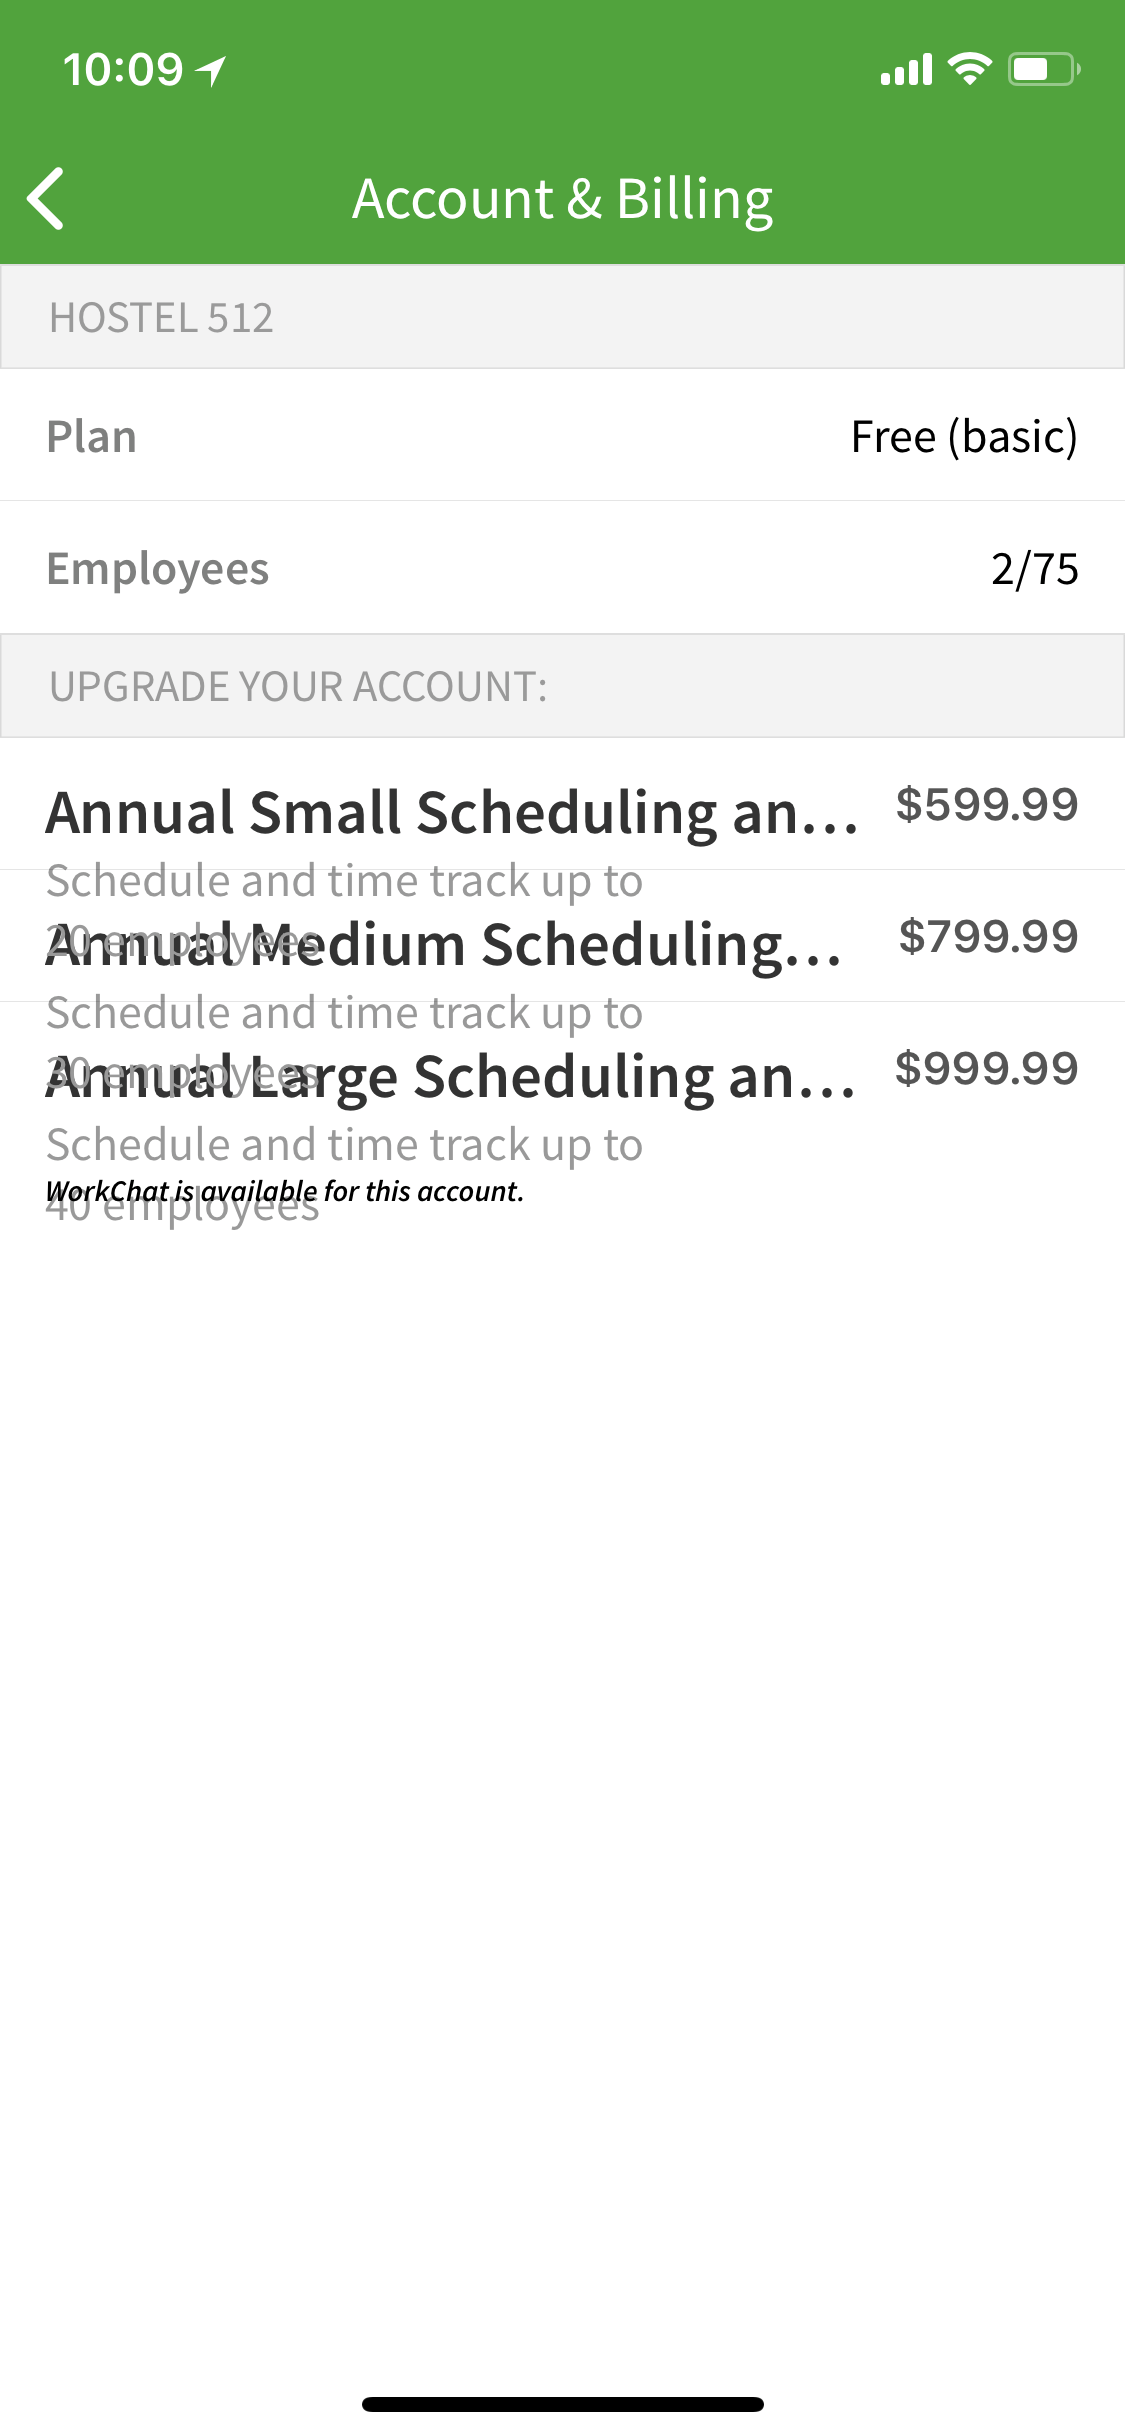 10:09
Account & Billing
HOSTEL 512
Plan
Free (basic)
Employees
2/75
UPGRADE YOUR ACCOUNT:
Annual Small Scheduling an...
$599.99
Schedule and time track up to
20 employees
Annual Medium Scheduling...
$799.99
Schedule and time track up to
30 employees
Annual Large Scheduling an...
$999.99
Schedule and time track up to
40 employees
WorkChat is available for this account.